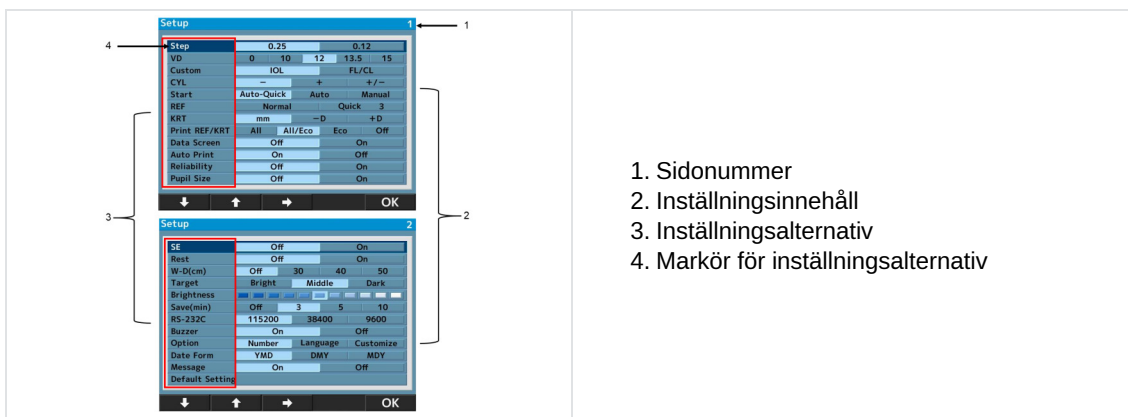 Setup 1
1
4
Step 0.25 0.12
VD 0 10 12 13.5 15
Custom IOL FL/CL
CYL − + +/−
Start Auto-Quick Auto Manual
REF Normal Quick 3
KRT mm −D +D
Print REF/KRT All All/Eco Eco Off
Data Screen Off On
Auto Print On Off
Reliability Off On
Pupil Size Off On
OK
3
2
Setup 2
SE Off On
Rest Off On
W-D(cm) Off 30 40 50
Target Bright Middle Dark
Brightness
Save(min) Off 3 5 10
RS-232C 115200 38400 9600
Buzzer On Off
Option Number Language Customize
Date Form YMD DMY MDY
Message On Off
Default Setting
OK
1. Sidonummer
2. Inställningsinnehåll
3. Inställningsalternativ
4. Markör för inställningsalternativ